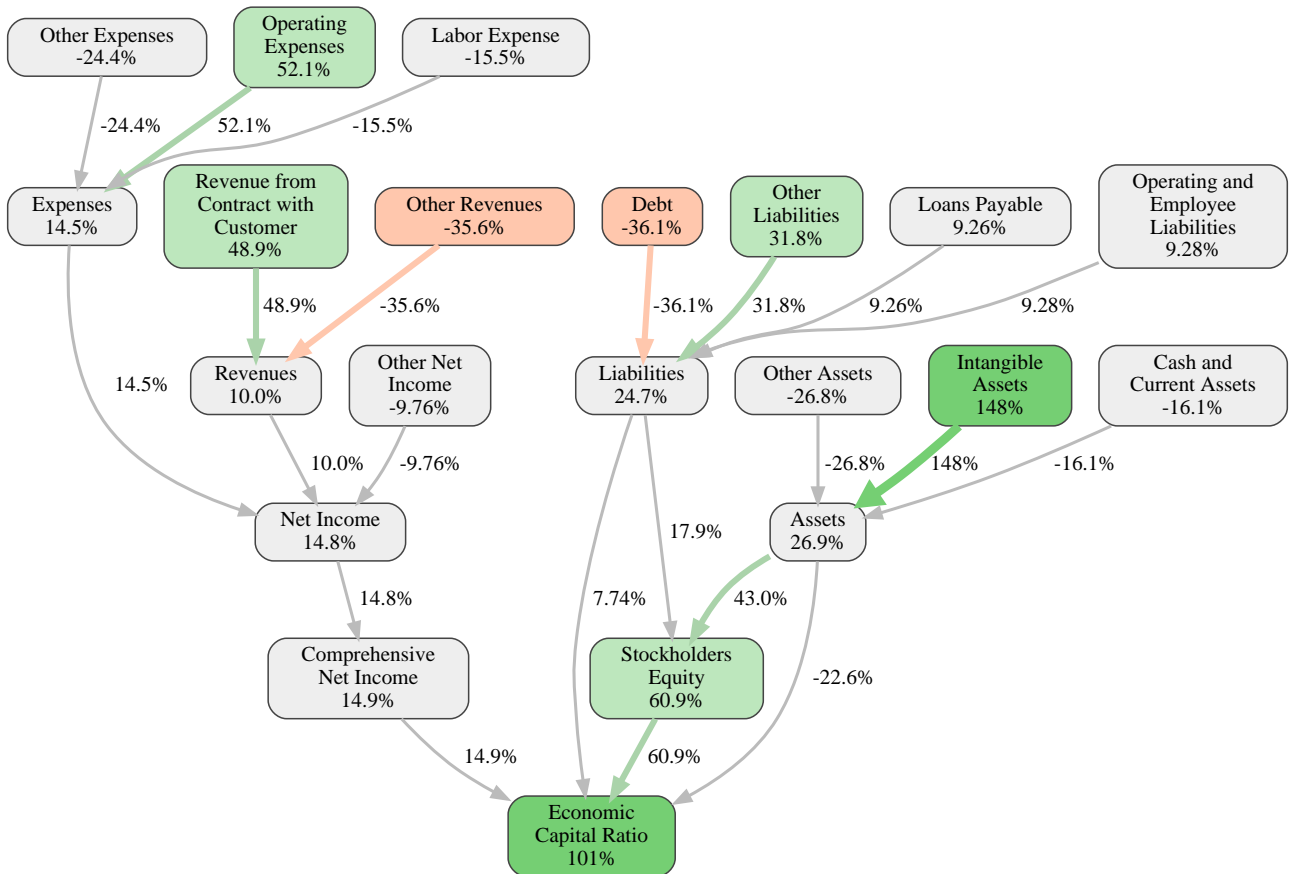 Other Expenses
-24.4%
Operating
Expenses
52.1%
Labor Expense
-15.5%
-24.4%
52.1%
-15.5%
Expenses
14.5%
Revenue from
Contract with
Customer
48.9%
Other Revenues
-35.6%
Debt
-36.1%
Other
Liabilities
31.8%
Loans Payable
9.26%
Operating and
Employee
Liabilities
9.28%
48.9%
-35.6%
-36.1%
31.8%
9.26%
9.28%
14.5%
Revenues
10.0%
Other Net
Income
-9.76%
Liabilities
24.7%
Other Assets
-26.8%
Intangible
Assets
148%
Cash and
Current Assets
-16.1%
10.0%
-9.76%
-26.8%
148%
-16.1%
Net Income
14.8%
17.9%
Assets
26.9%
14.8%
7.74%
43.0%
Comprehensive
Net Income
14.9%
Stockholders
Equity
60.9%
-22.6%
14.9%
60.9%
Economic
Capital Ratio
101%